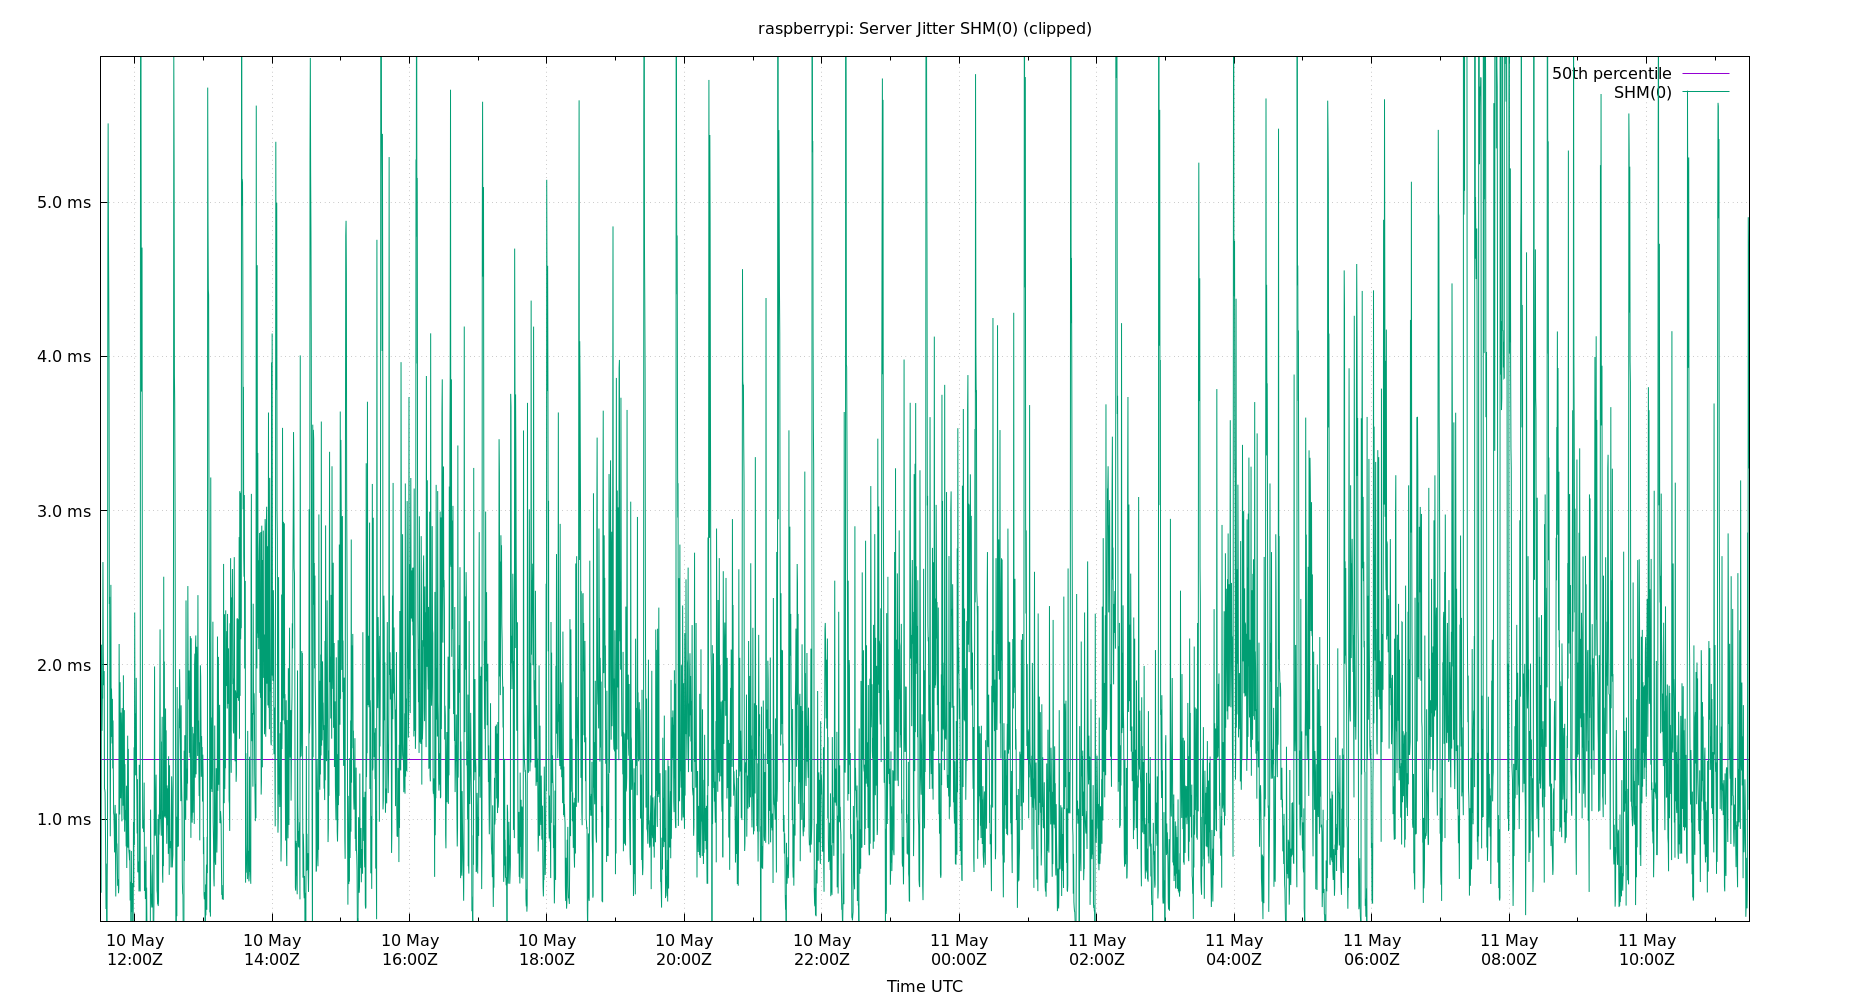 raspberrypi: Server Jitter SHM(0) (clipped)
50th percentile
SHM(0)
5.0 ms
4.0 ms
3.0 ms
2.0 ms
1.0 ms
10 May 10 May 10 May 10 May 10 May 10 May 11 May 11 May 11 May 11 May 11 May 11 May
12:00Z 14:00Z 16:00Z 18:00Z 20:00Z 22:00Z 00:00Z 02:00Z 04:00Z 06:00Z 08:00Z 10:00Z
Time UTC